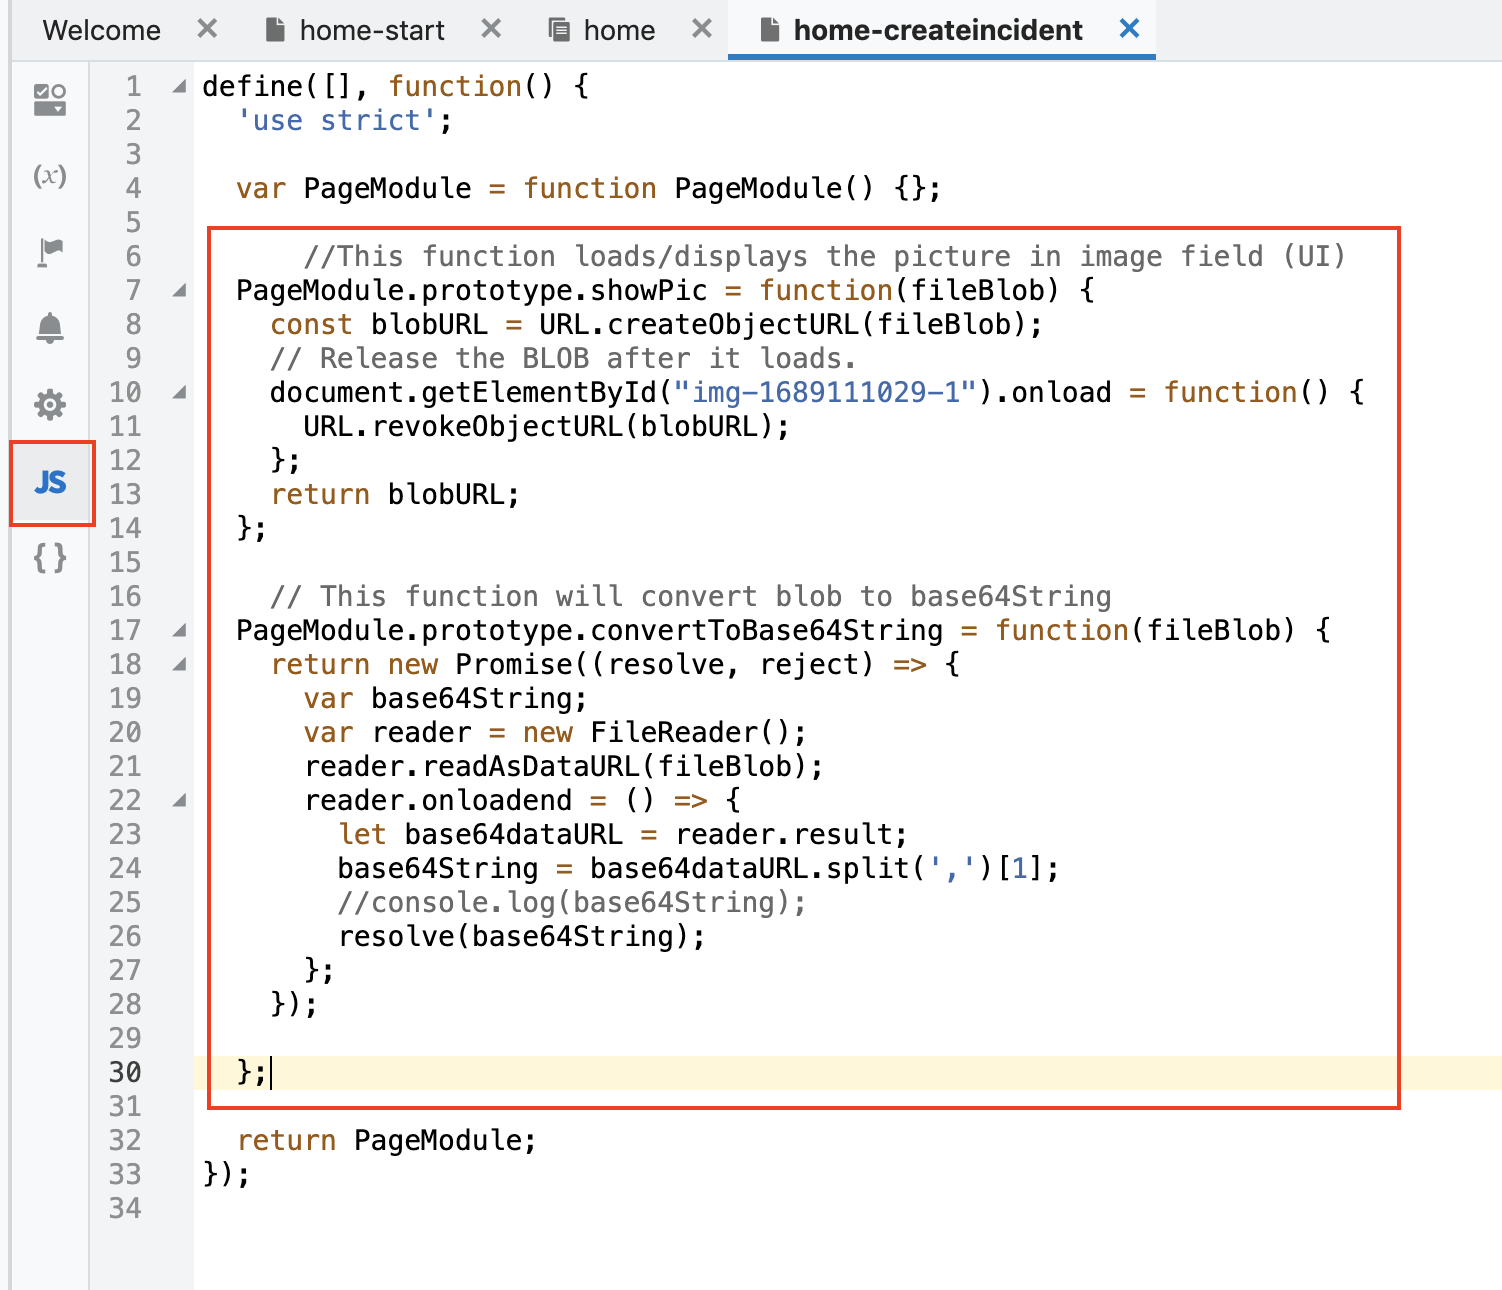 Welcome × home-start × home × home-createincident ×
1 define([], function() {
2 'use strict';
3
(x)
4 var PageModule = function PageModule() {};
5
6 //This function loads/displays the picture in image field (UI)
7 PageModule.prototype.showPic = function(fileBlob) {
8 const blobURL = URL.createObjectURL(fileBlob);
9 // Release the BLOB after it loads.
10 document.getElementById("img-1689111029-1").onload = function() {
11 URL.revokeObjectURL(blobURL);
12 };
JS
13 return blobURL;
14 };
15
{ }
16 // This function will convert blob to base64String
17 PageModule.prototype.convertToBase64String = function(fileBlob) {
18 return new Promise((resolve, reject) => {
19 var base64String;
20 var reader = new FileReader();
21 reader.readAsDataURL(fileBlob);
22 reader.onloadend = () => {
23 let base64dataURL = reader.result;
24 base64String = base64dataURL.split(',')[1];
25 //console.log(base64String);
26 resolve(base64String);
27 };
28 });
29
30 };
31
32 return PageModule;
33 });
34